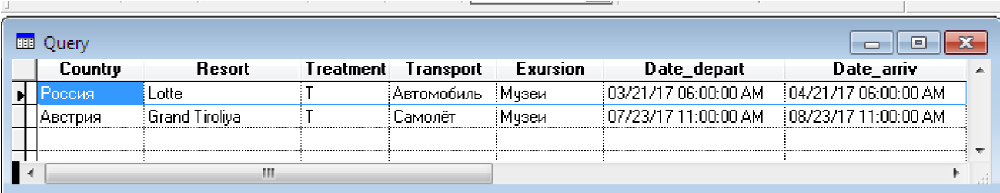 Query
Country Resort Treatment Transport Exursion Date_depart Date_arriv
Россия Lotte T Автомобиль Музеи 03/21/17 06:00:00 AM 04/21/17 06:00:00 AM
Австрия Grand Tiroliya T Самолёт Музеи 07/23/17 11:00:00 AM 08/23/17 11:00:00 AM